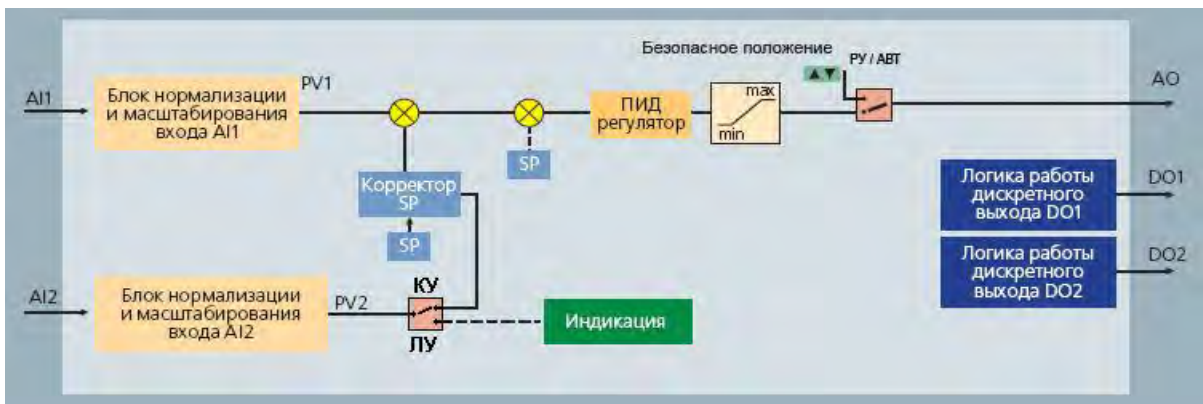 Безопасное положение
РУ / АВТ
AI1
Блок нормализации
и масштабирования
входа AI1
PV1
ПИД
регулятор
max
min
AO
SP
Корректор
SP
SP
Логика работы
дискретного
выхода DO1
DO1
Логика работы
дискретного
выхода DO2
DO2
AI2
Блок нормализации
и масштабирования
входа AI2
PV2
КУ
ЛУ
Индикация